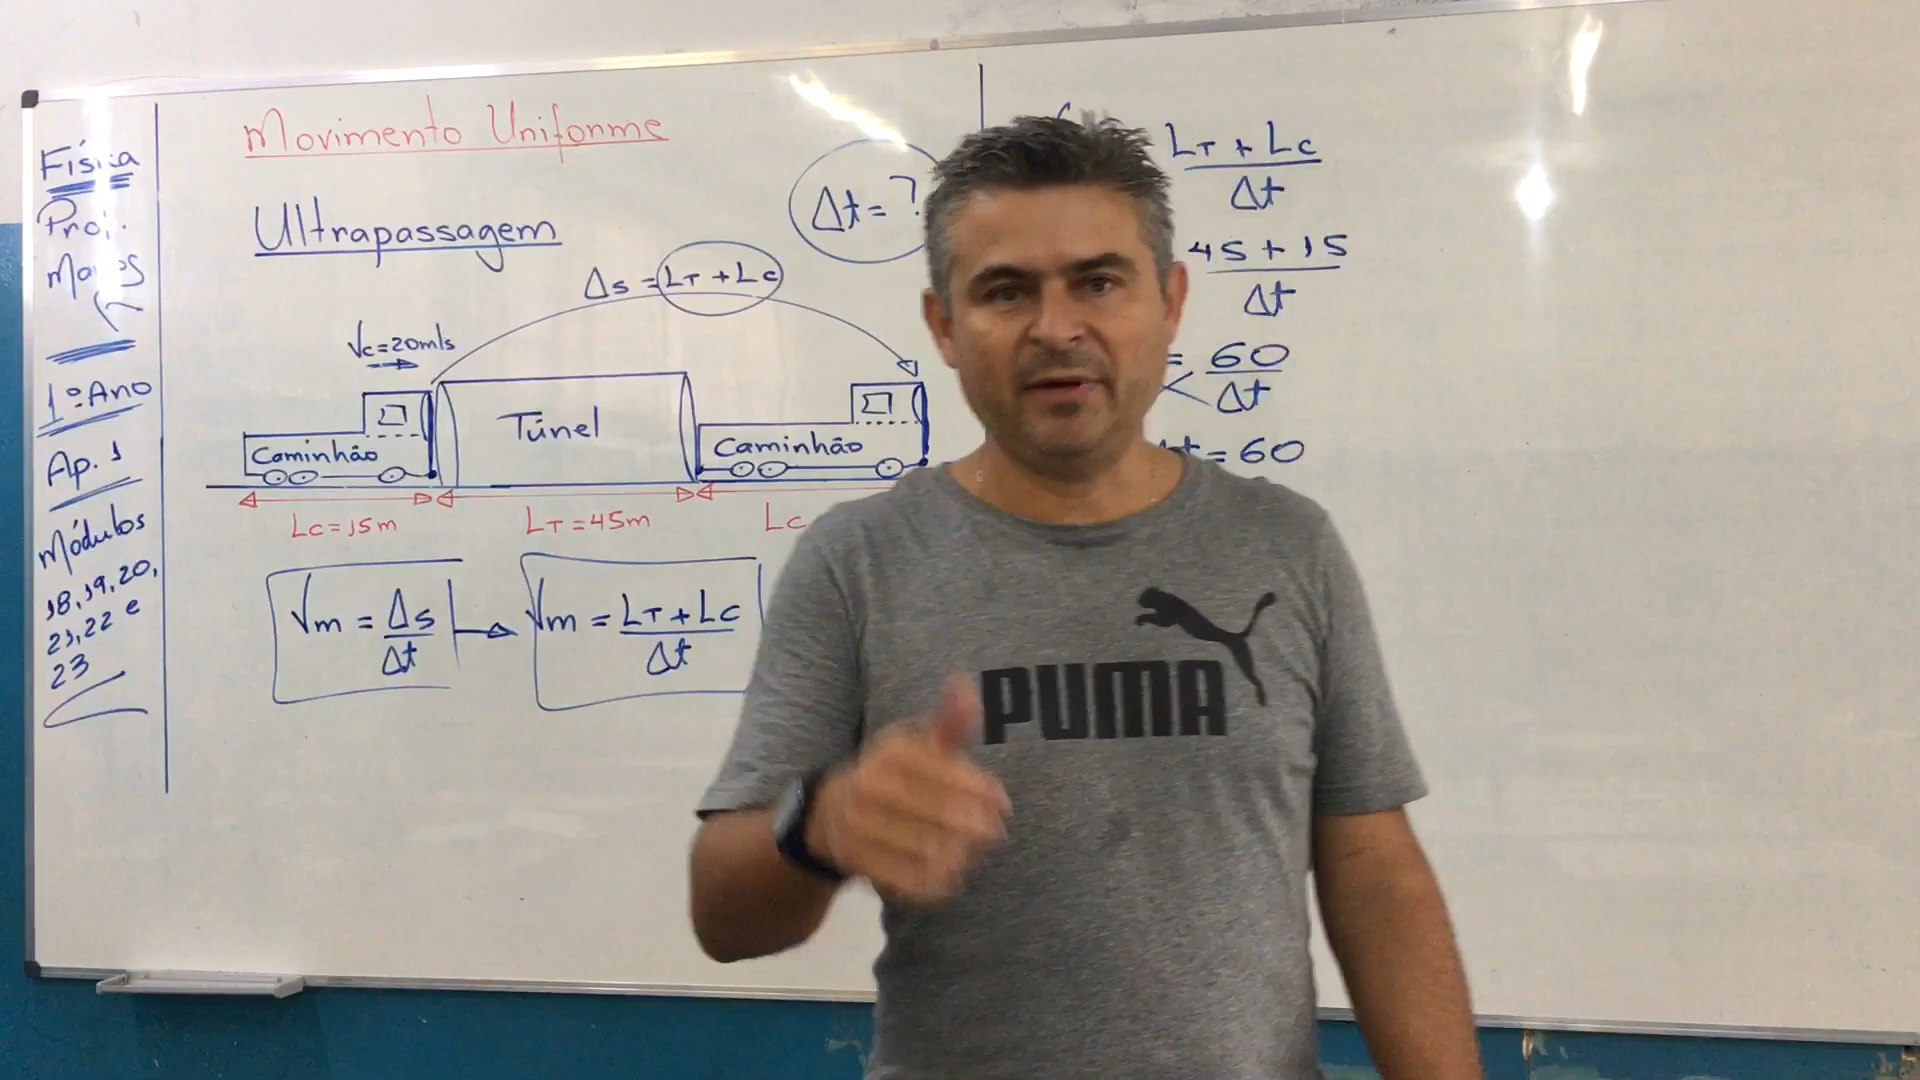 Física
Prof.
Marcos
1º Ano
Ap. 1
Módulos
18, 19, 20,
21, 22 e
23
Movimento Uniforme
Ultrapassagem
Δt = ?
Δs = LT + LC
Vc = 20m/s
Caminhão
Túnel
Caminhão
Lc = 15m
LT = 45m
Lc
Vm = Δs
Δt
Vm = LT + LC
Δt
LT + LC
Δt
45 + 15
Δt
= 60
Δt
t = 60
PUMA